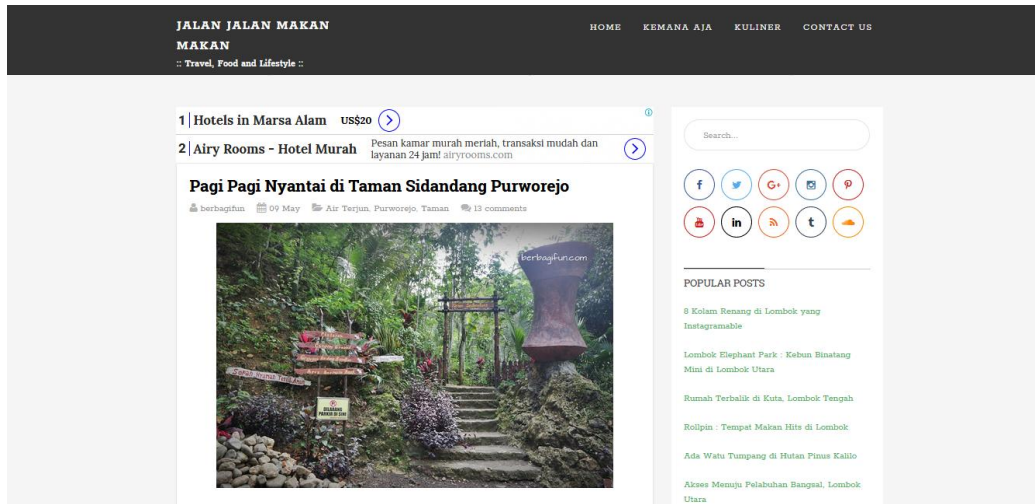 JALAN JALAN MAKAN
MAKAN
:: Travel, Food and Lifestyle ::
HOME KEMANA AJA KULINER CONTACT US
1 Hotels in Marsa Alam US$20
2 Airy Rooms - Hotel Murah Pesan kamar murah meriah, transaksi mudah dan
layanan 24 jam! airyrooms.com
Pagi Pagi Nyantai di Taman Sidandang Purworejo
berbagifun 09 May Air Terjun, Purworejo, Taman 13 comments
berbagifun.com
DILARANG
PARKIR DI SINI
Search...
POPULAR POSTS
8 Kolam Renang di Lombok yang
Instagramable
Lombok Elephant Park : Kebun Binatang
Mini di Lombok Utara
Rumah Terbalik di Kuta, Lombok Tengah
Rollpin : Tempat Makan Hits di Lombok
Ada Watu Tumpang di Hutan Pinus Kalilo
Akses Menuju Pelabuhan Bangsal, Lombok
Utara